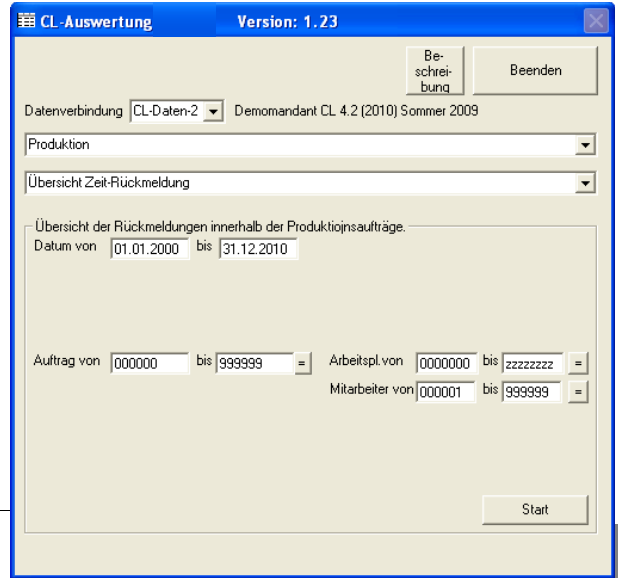 CL-Auswertung Version: 1.23
Be-
schrei-
bung
Beenden
Datenverbindung CL-Daten-2 Demomandant CL 4.2 (2010) Sommer 2009
Produktion
Übersicht Zeit-Rückmeldung
Übersicht der Rückmeldungen innerhalb der Produktiojnsaufträge.
Datum von 01.01.2000 bis 31.12.2010
Auftrag von 000000 bis 999999 = Arbeitspl.von 0000000 bis zzzzzzzz =
Mitarbeiter von 000001 bis 999999 =
Start